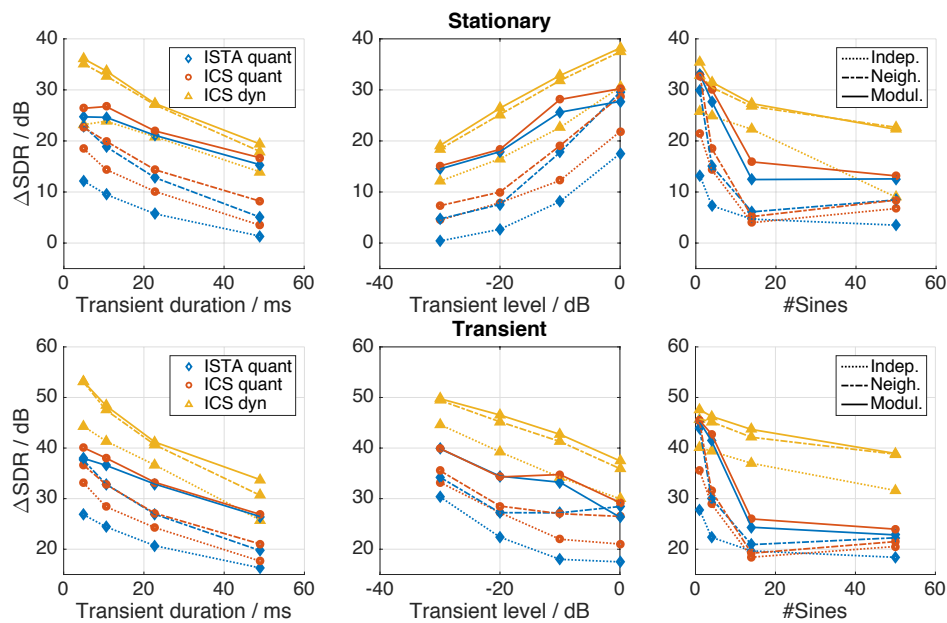 Stationary
ΔSDR / dB
40
30
20
10
0
0 20 40 60
Transient duration / ms
ISTA quant
ICS quant
ICS dyn
40
30
20
10
0
-40 -20 0
Transient level / dB
40
30
20
10
0
0 20 40 60
#Sines
Indep.
Neigh.
Modul.
Transient
ΔSDR / dB
60
50
40
30
20
0 20 40 60
Transient duration / ms
ISTA quant
ICS quant
ICS dyn
60
50
40
30
20
-40 -20 0
Transient level / dB
60
50
40
30
20
0 20 40 60
#Sines
Indep.
Neigh.
Modul.